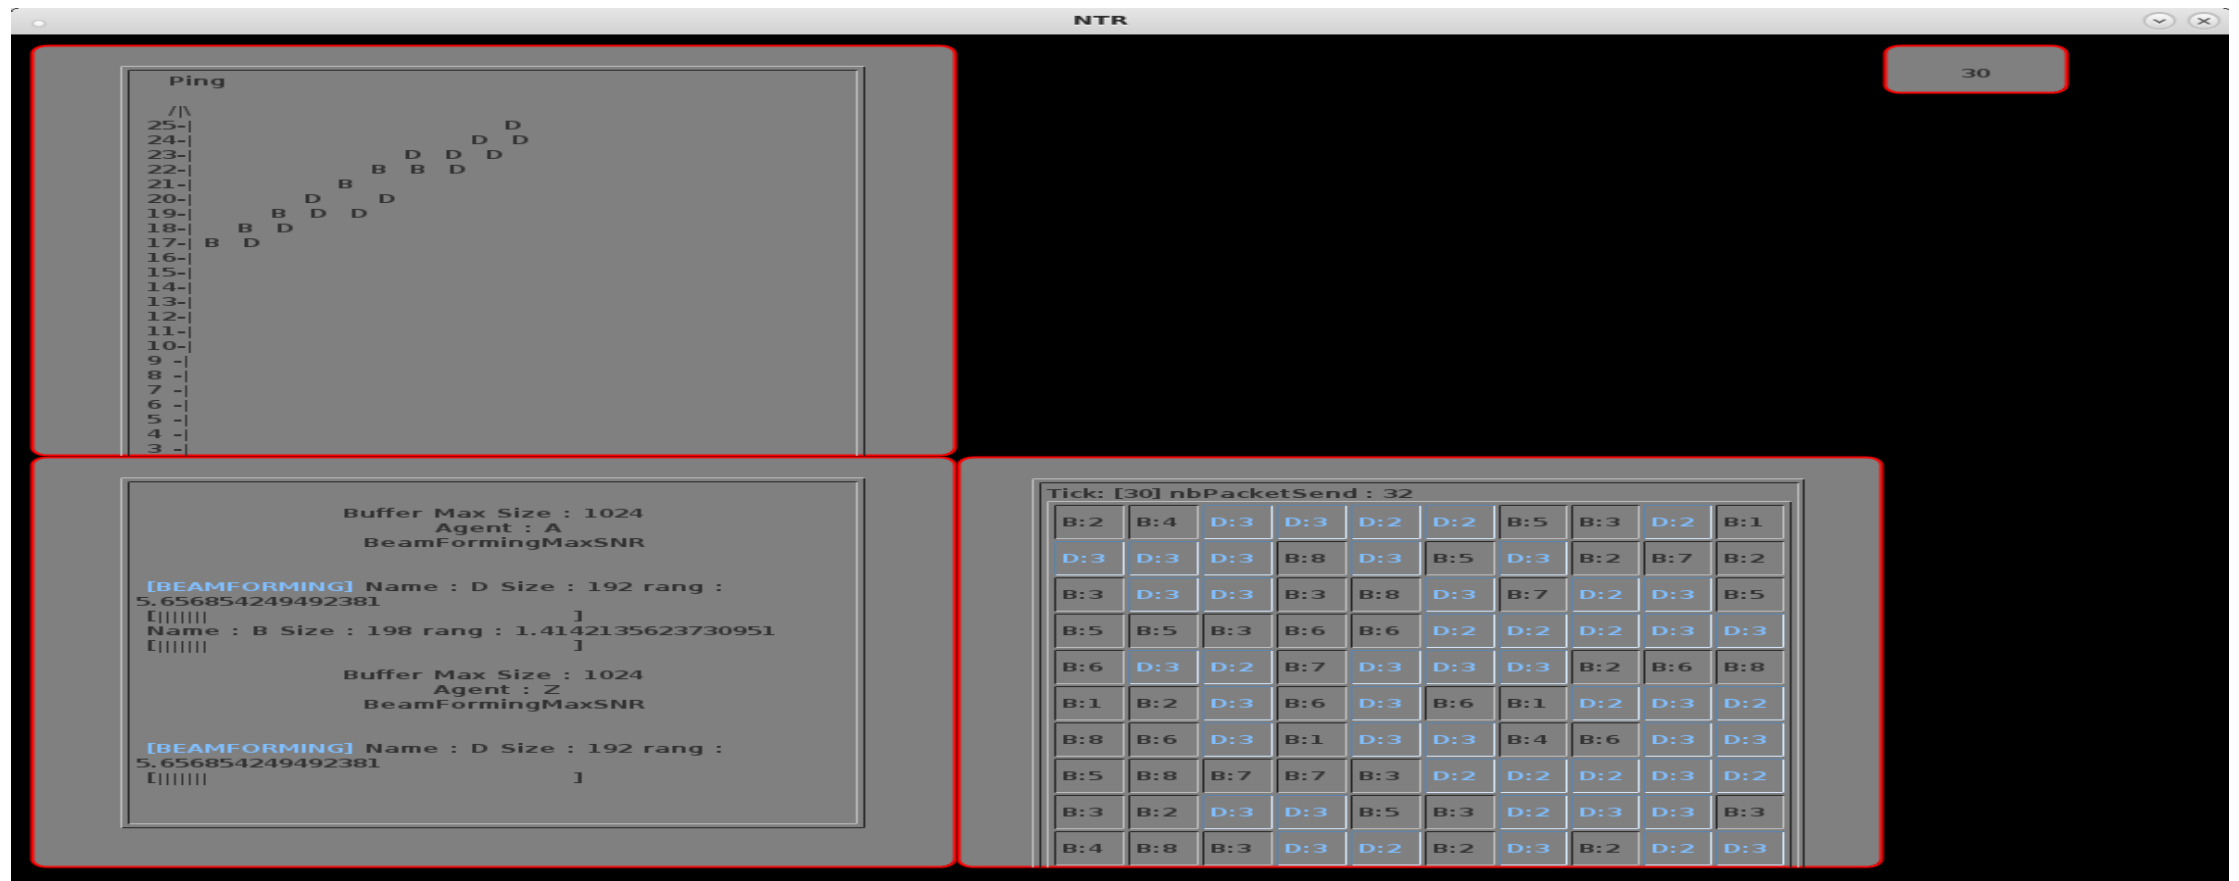 NTR
Ping
/|\
25-| D
24-| D D
23-| D D D
22-| B B D
21-| B
20-| D D
19-| B D D
18-| B D
17-| B D
16-|
15-|
14-|
13-|
12-|
11-|
10-|
9 -|
8 -|
7 -|
6 -|
5 -|
4 -|
3 -|
30
Buffer Max Size : 1024
Agent : A
BeamFormingMaxSNR
[BEAMFORMING] Name : D Size : 192 rang :
5.656854249492381
[||||||| ]
Name : B Size : 198 rang : 1.4142135623730951
[||||||| ]
Buffer Max Size : 1024
Agent : Z
BeamFormingMaxSNR
[BEAMFORMING] Name : D Size : 192 rang :
5.656854249492381
[||||||| ]
Tick: [30] nbPacketSend : 32
B:2 B:4 D:3 D:3 D:2 D:2 B:5 B:3 D:2 B:1
D:3 D:3 D:3 B:8 D:3 B:5 D:3 B:2 B:7 B:2
B:3 D:3 D:3 B:3 B:8 D:3 B:7 D:2 D:3 B:5
B:5 B:5 B:3 B:6 B:6 D:2 D:2 D:2 D:3 D:3
B:6 D:3 D:2 B:7 D:3 D:3 D:3 B:2 B:6 B:8
B:1 B:2 D:3 B:6 D:3 B:6 B:1 D:2 D:3 D:2
B:8 B:6 D:3 B:1 D:3 D:3 B:4 B:6 D:3 D:3
B:5 B:8 B:7 B:7 B:3 D:2 D:2 D:2 D:3 D:2
B:3 B:2 D:3 D:3 B:5 B:3 D:2 D:3 D:3 B:3
B:4 B:8 B:3 D:3 D:2 B:2 D:3 B:2 D:2 D:3